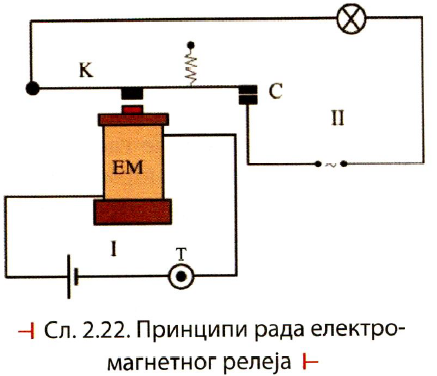 K
C
II
EM
I
T
Сл. 2.22. Принципи рада електро-
магнетног релеја